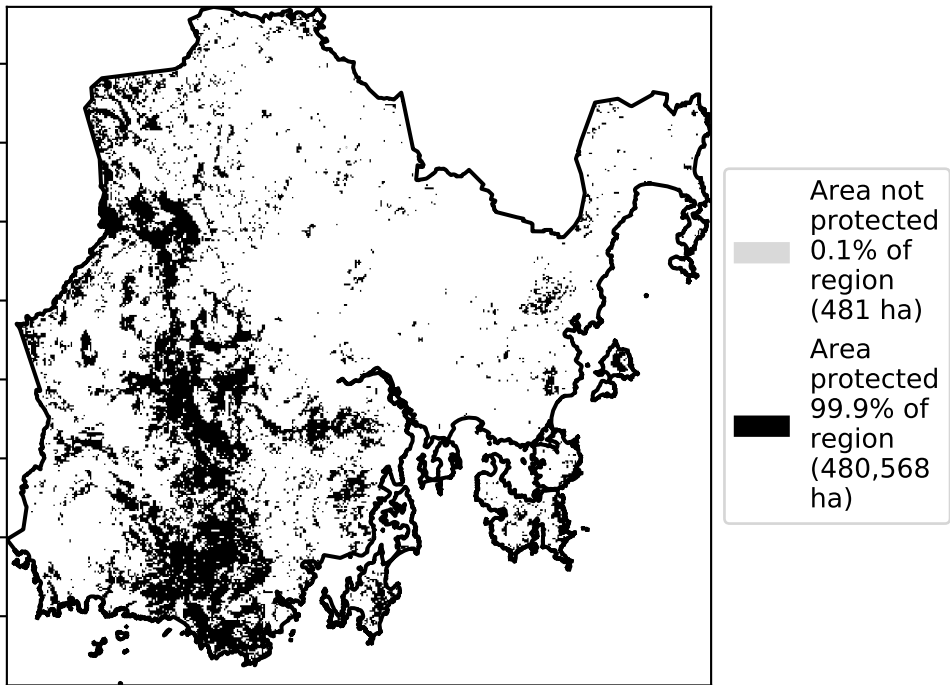 Area not
protected
0.1% of
region
(481 ha)
Area
protected
99.9% of
region
(480,568
ha)